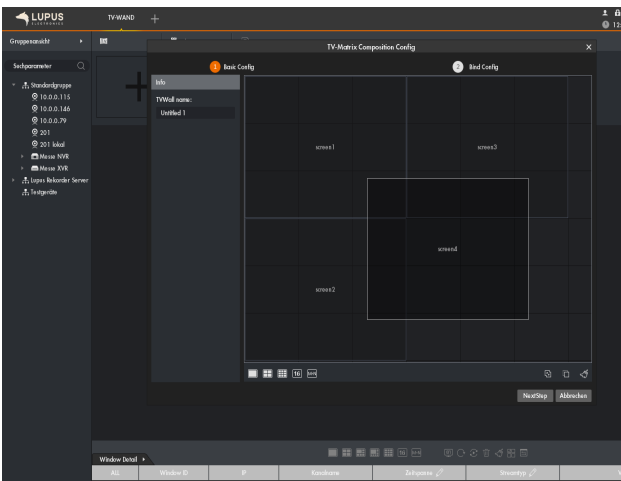 LUPUS
ELECTRONICS
TV-WAND
Gruppenansicht
TV-Matrix Composition Config
1 Basic Config
2 Bind Config
Suchparameter
Info
Standardgruppe
10.0.0.115
TVWall name:
10.0.0.146
Untitled 1
10.0.0.79
201
201 lokal
Messe NVR
Messe XVR
Lupus Rekorder Server
Testgeräte
screen1
screen3
screen4
screen2
16
NextStep
Abbrechen
Window Detail
16
ALL
Window ID
IP
Kanalname
Zeitspanne
Streamtyp